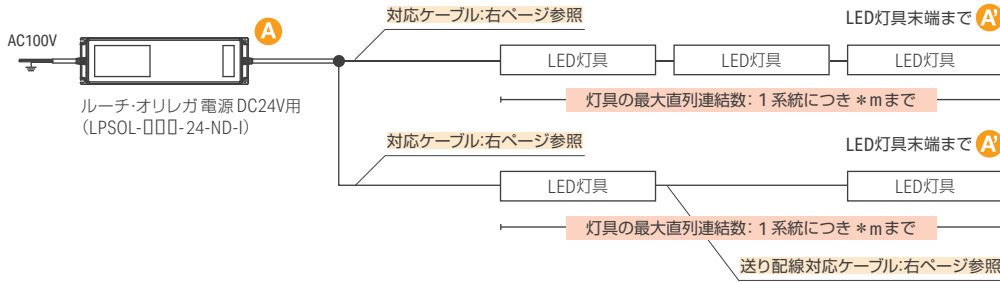 対応ケーブル:右ページ参照
LED灯具末端まで A'
AC100V
A
LED灯具
LED灯具
LED灯具
ルーチ・オリレガ 電源 DC24V用
（LPSOL-▯▯▯-24-ND-I）
灯具の最大直列連結数：1系統につき＊mまで
対応ケーブル:右ページ参照
LED灯具末端まで A'
LED灯具
LED灯具
灯具の最大直列連結数：1系統につき＊mまで
送り配線対応ケーブル:右ページ参照